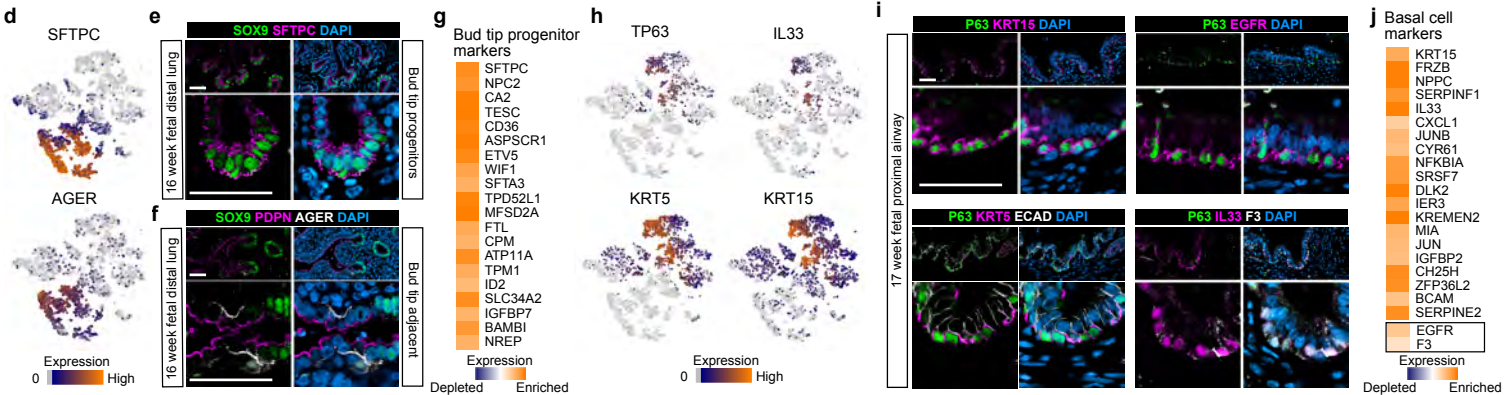 d
SFTPC
AGER
Expression
0 High
e
SOX9 SFTPC DAPI
16 week fetal distal lung
Bud tip progenitors
f
SOX9 PDPN AGER DAPI
16 week fetal distal lung
Bud tip adjacent
g
Bud tip progenitor
markers
SFTPC
NPC2
CA2
TESC
CD36
ASPSCR1
ETV5
WIF1
SFTA3
TPD52L1
MFSD2A
FTL
CPM
ATP11A
TPM1
ID2
SLC34A2
IGFBP7
BAMBI
NREP
Expression
Depleted Enriched
h
TP63 IL33
KRT5 KRT15
Expression
0 High
i
17 week fetal proximal airway
P63 KRT15 DAPI
P63 EGFR DAPI
P63 KRT5 ECAD DAPI
P63 IL33 F3 DAPI
j
Basal cell
markers
KRT15
FRZB
NPPC
SERPINF1
IL33
CXCL1
JUNB
CYR61
NFKBIA
SRSF7
DLK2
IER3
KREMEN2
MIA
JUN
IGFBP2
CH25H
ZFP36L2
BCAM
SERPINE2
EGFR
F3
Expression
Depleted Enriched